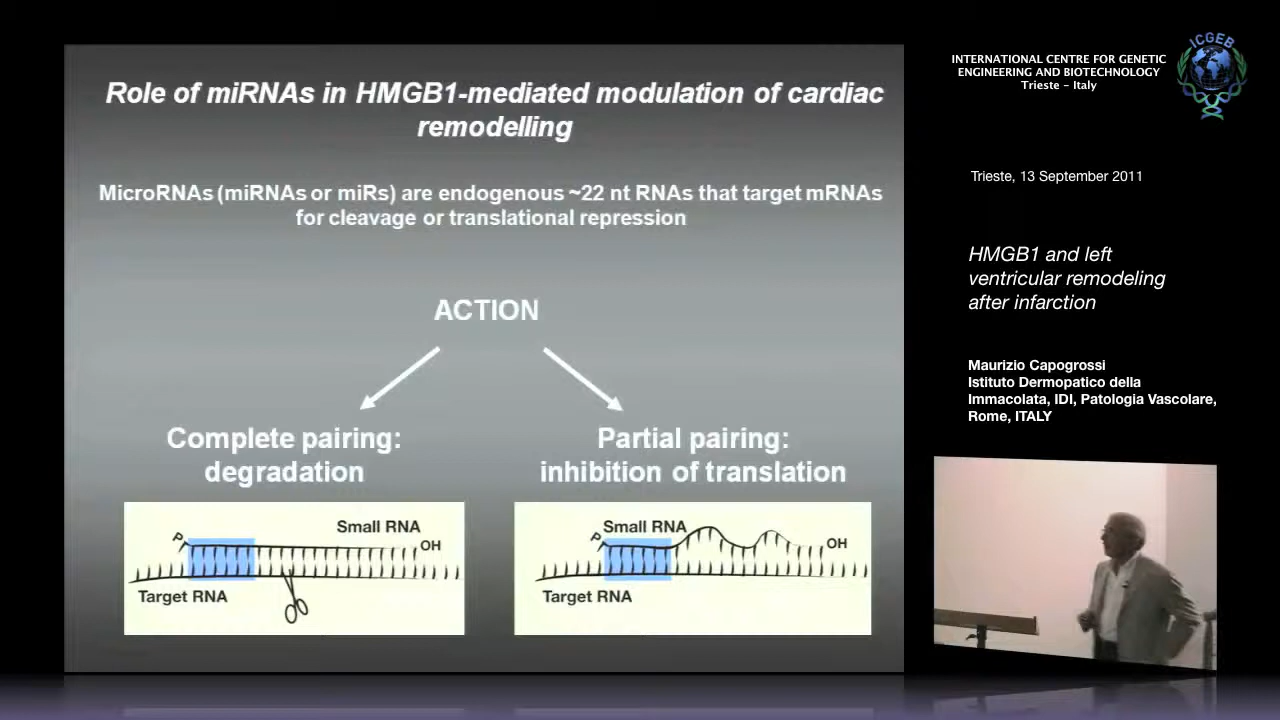 Role of miRNAs in HMGB1-mediated modulation of cardiac
remodelling
MicroRNAs (miRNAs or miRs) are endogenous ~22 nt RNAs that target mRNAs
for cleavage or translational repression
ACTION
Complete pairing:
degradation
Partial pairing:
inhibition of translation
Small RNA
P
OH
Target RNA
Small RNA
P
OH
Target RNA
ICGEB
INTERNATIONAL CENTRE FOR GENETIC
ENGINEERING AND BIOTECHNOLOGY
Trieste - Italy
Trieste, 13 September 2011
HMGB1 and left
ventricular remodeling
after infarction
Maurizio Capogrossi
Istituto Dermopatico della
Immacolata, IDI, Patologia Vascolare,
Rome, ITALY